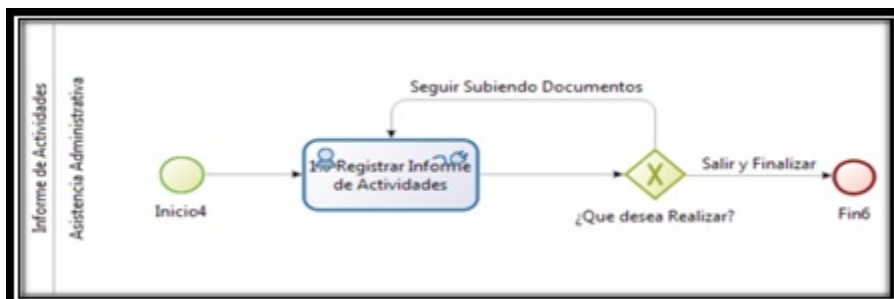 Informe de Actividades
Asistencia Administrativa
Seguir Subiendo Documentos
Registrar Informe
de Actividades
Salir y Finalizar
Inicio4
¿Que desea Realizar?
Fin6